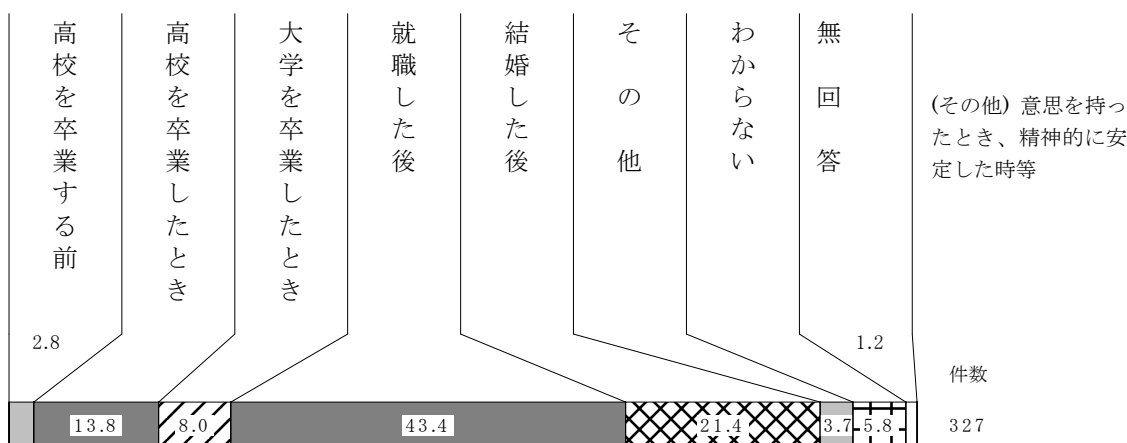 高校を卒業する前
高校を卒業したとき
大学を卒業したとき
就職した後
結婚した後
その他
わからない
無回答
(その他) 意思を持っ
たとき、精神的に安
定した時等
2.8
1.2
件数
13.8
8.0
43.4
21.4
3.7
5.8
327